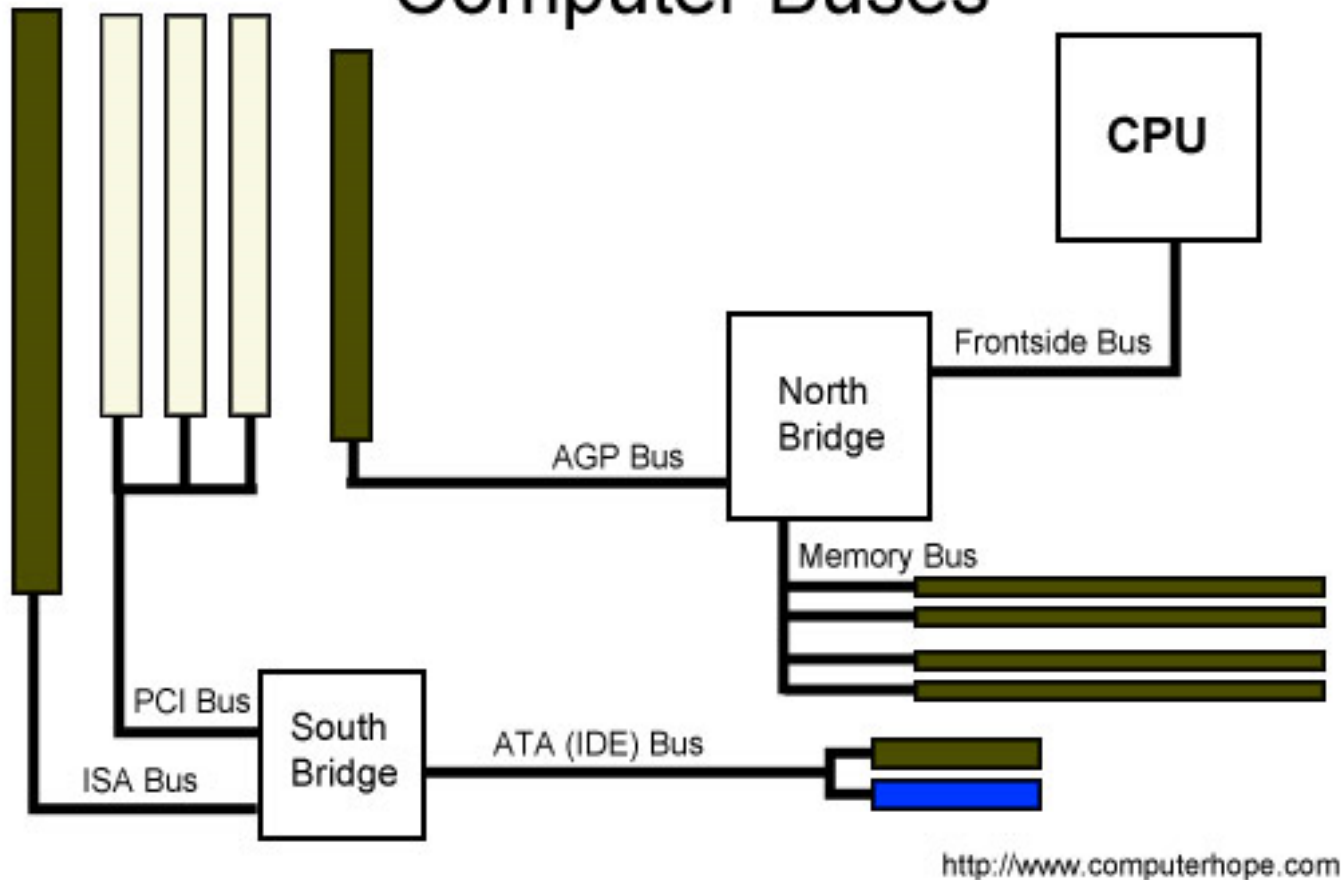 Computer Buses
CPU
Frontside Bus
North
Bridge
AGP Bus
Memory Bus
PCI Bus
South
Bridge
ATA (IDE) Bus
ISA Bus
http://www.computerhope.com